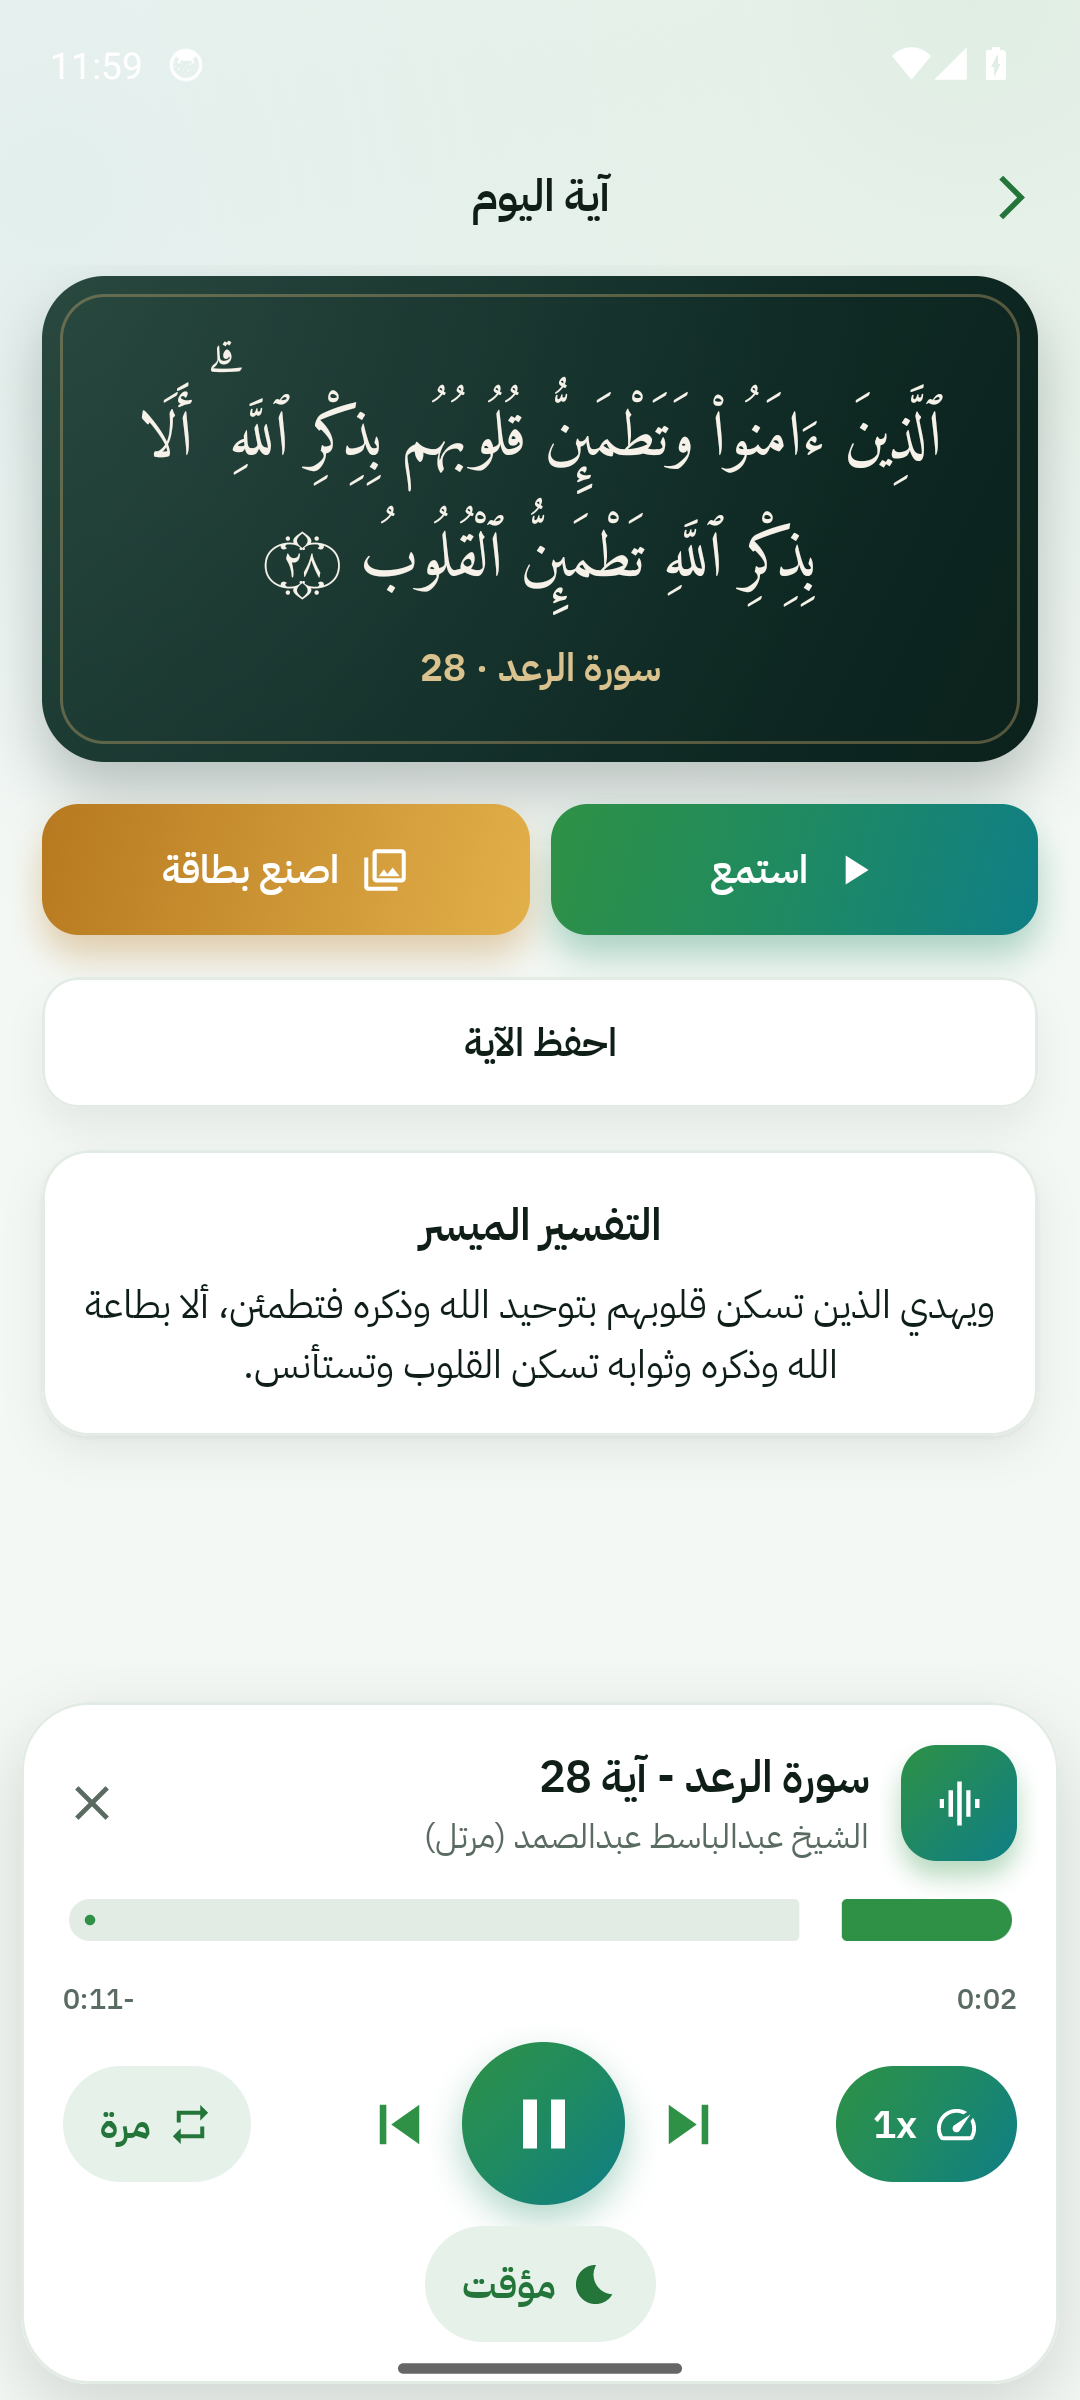 11:59
آية اليوم
ٱلَّذِينَ ءَامَنُوا۟ وَتَطْمَئِنُّ قُلُوبُهُم بِذِكْرِ ٱللَّهِ ۗ أَلَا
بِذِكْرِ ٱللَّهِ تَطْمَئِنُّ ٱلْقُلُوبُ ٢٨
سورة الرعد · 28
استمع
اصنع بطاقة
احفظ الآية
التفسير الميسر
ويهدي الذين تسكن قلوبهم بتوحيد الله وذكره فتطمئن، ألا بطاعة
الله وذكره وثوابه تسكن القلوب وتستأنس.
سورة الرعد - آية 28
الشيخ عبدالباسط عبدالصمد (مرتل)
0:02
0:11-
1x
مرة
مؤقت